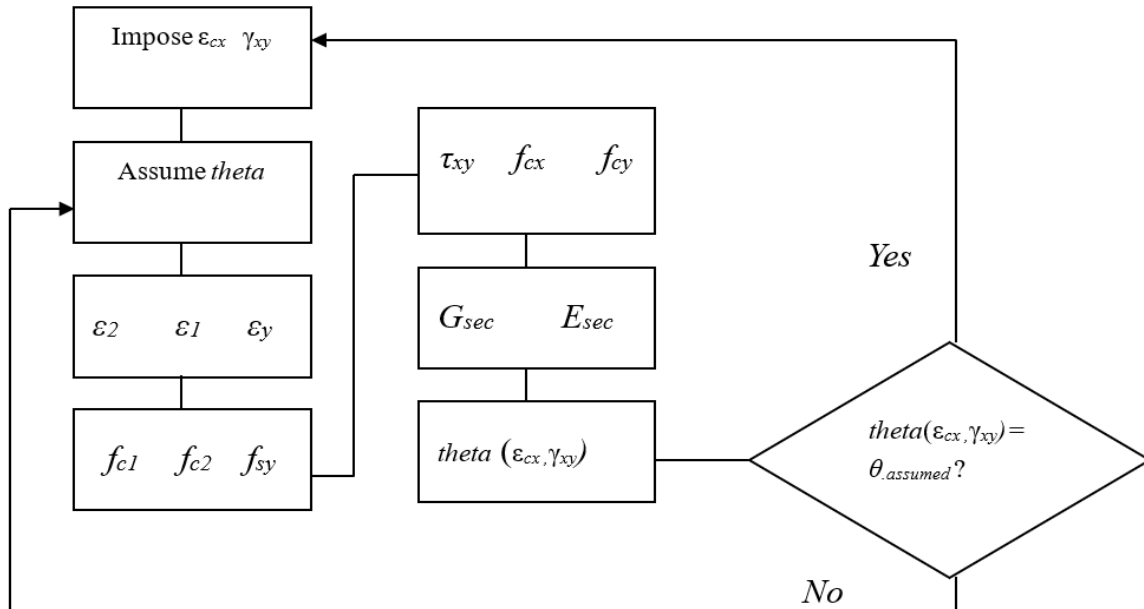 Impose εcx γxy
Assume theta
ε2 ε1 εy
fc1 fc2 fsy
τxy fcx fcy
Gsec Esec
theta (εcx,γxy)
Yes
theta(εcx,γxy)=
θ.assumed?
No